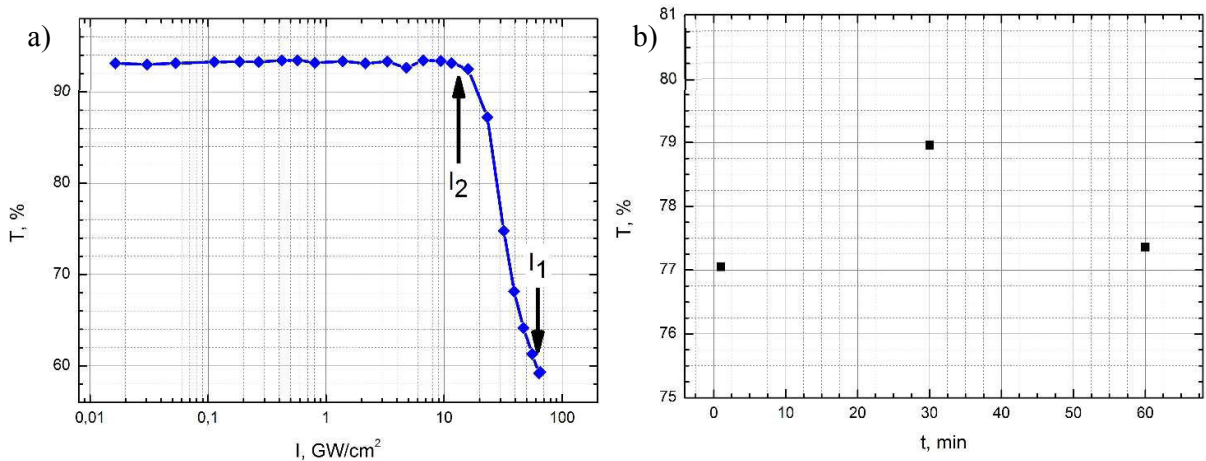 a)
T, %
90
80
70
60
I₂
I₁
0,01 0,1 1 10 100
I, GW/cm²
b)
T, %
81
80
79
78
77
76
75
0 10 20 30 40 50 60
t, min